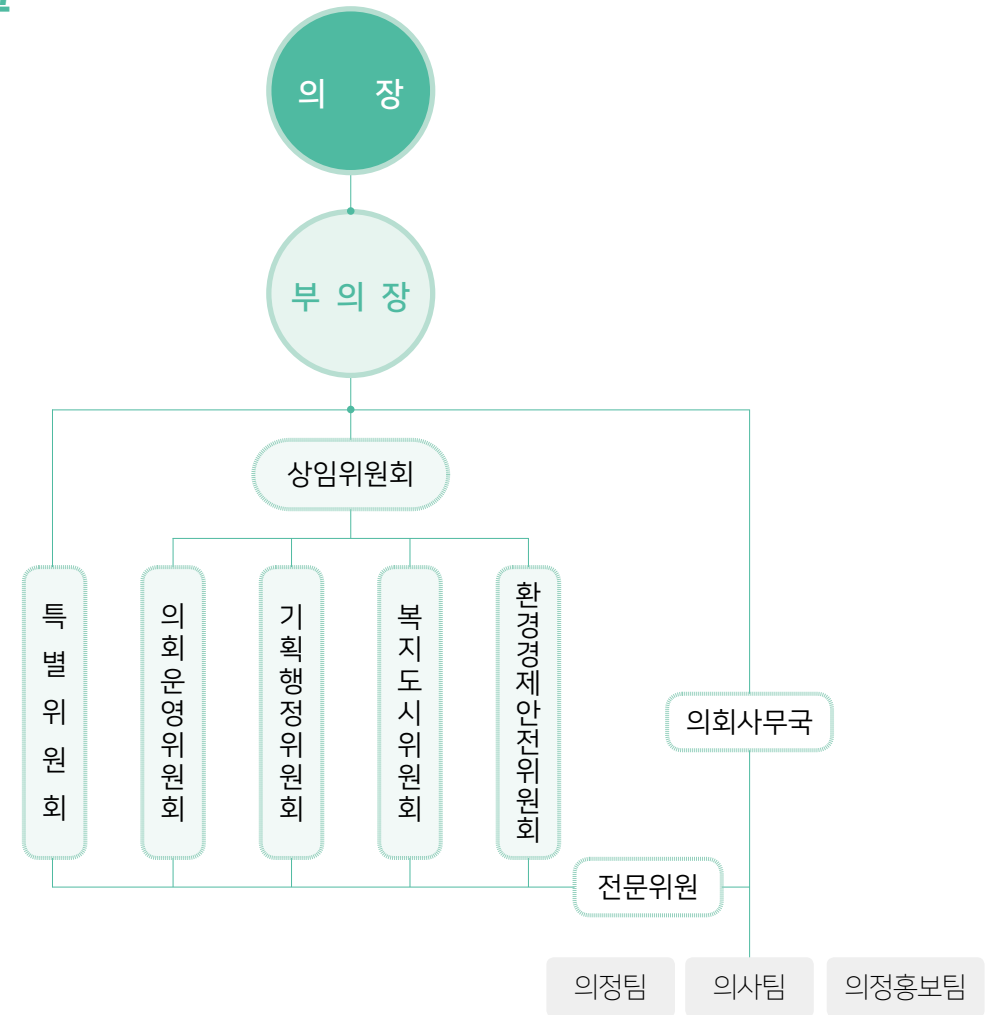 의 장
부 의 장
상임위원회
특별위원회
의회운영위원회
기획행정위원회
복지도시위원회
환경경제안전위원회
의회사무국
전문위원
의정팀
의사팀
의정홍보팀